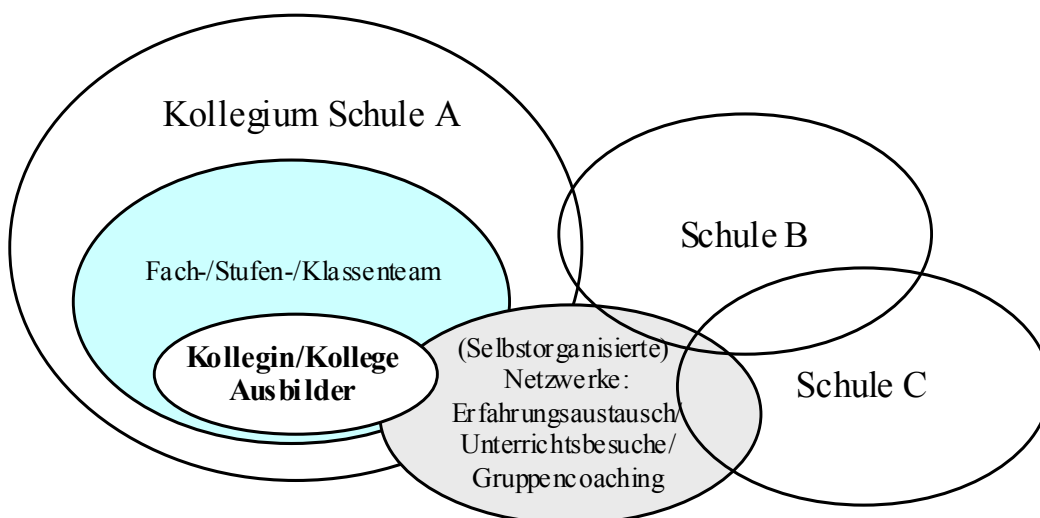 Kollegium Schule A
Schule B
Fach-/Stufen-/Klassenteam
Kollegin/Kollege
Ausbilder
(Selbstorganisierte)
Netzwerke:
Erfahrungsaustausch/
Unterrichtsbesuche/
Gruppencoaching
Schule C